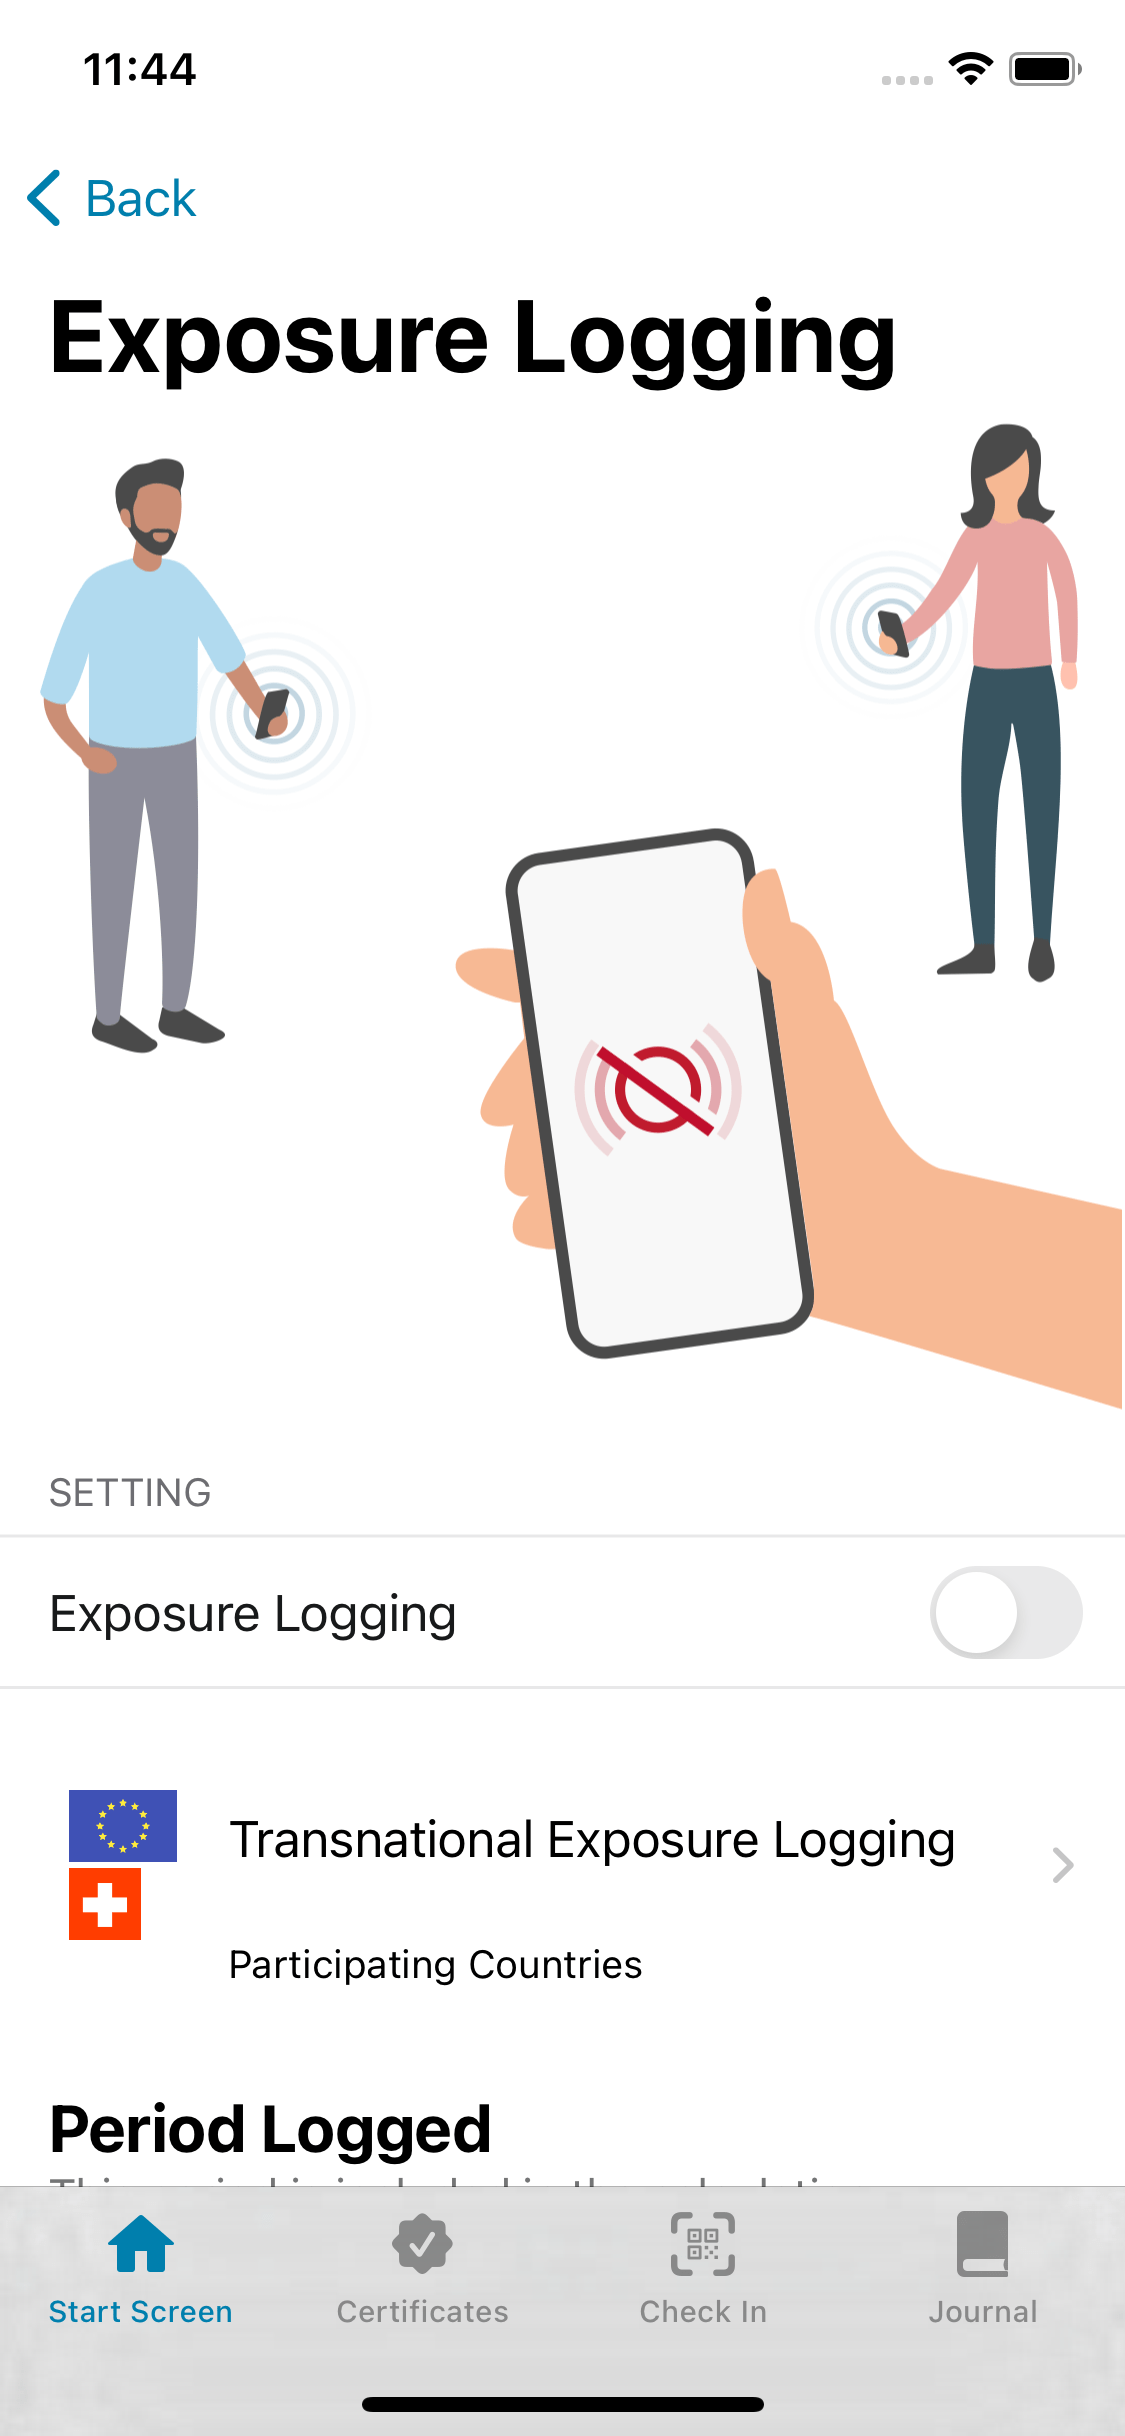 11:44
Back
Exposure Logging
SETTING
Exposure Logging
Transnational Exposure Logging
Participating Countries
Period Logged
Start Screen
Certificates
Check In
Journal